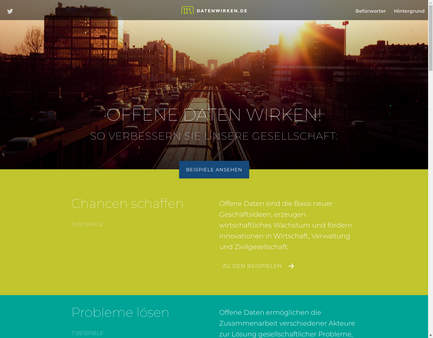 DATENWIRKEN.DE
Befürworter
Hintergrund
OFFENE DATEN WIRKEN!
SO VERBESSERN SIE UNSERE GESELLSCHAFT:
BEISPIELE ANSEHEN
Chancen schaffen
Offene Daten sind die Basis neuer
Geschäftsideen, erzeugen
wirtschaftliches Wachstum und fördern
Innovationen in Wirtschaft, Verwaltung
und Zivilgesellschaft.
ZU DEN BEISPIELEN
Probleme lösen
7 BEISPIELE
Offene Daten ermöglichen die
Zusammenarbeit verschiedener Akteure
zur Lösung gesellschaftlicher Probleme,